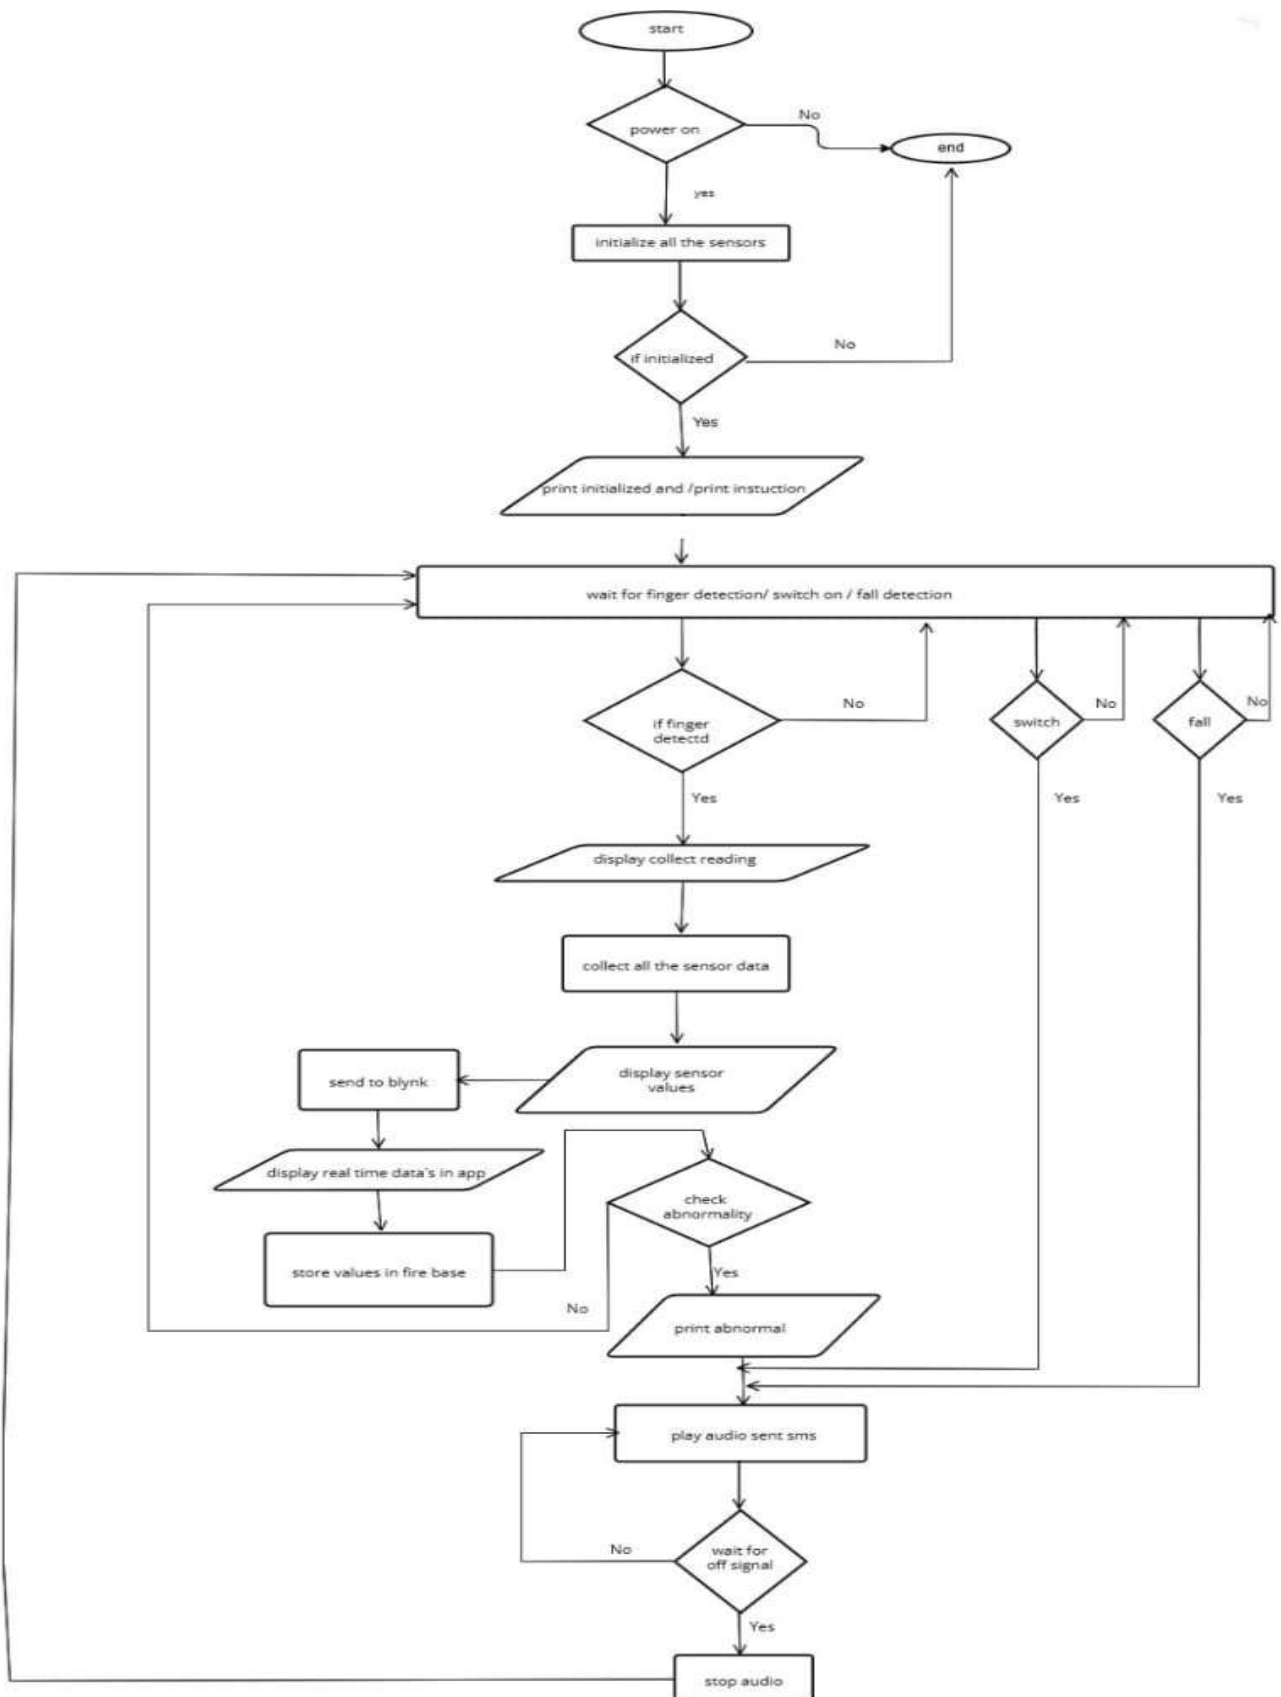 start
power on
No
end
yes
initialize all the sensors
if initialized
No
Yes
print initialized and /print instuction
wait for finger detection/ switch on / fall detection
if finger
detectd
No
switch
No
fall
No
Yes
Yes
Yes
display collect reading
collect all the sensor data
display sensor
values
send to blynk
display real time data's in app
check
abnormality
store values in fire base
Yes
No
print abnormal
play audio sent sms
No
wait for
off signal
Yes
stop audio